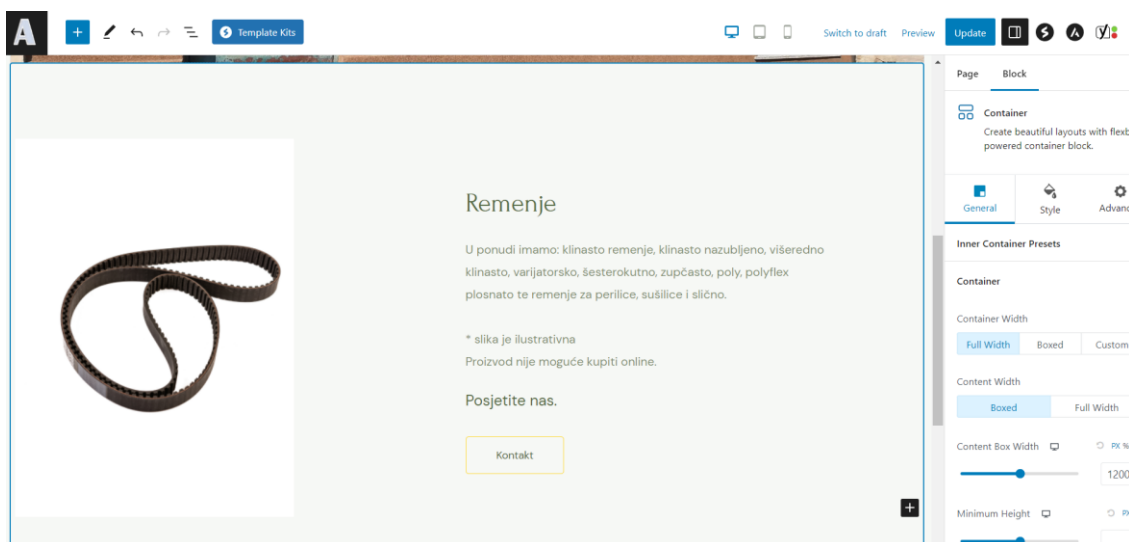 A
Template Kits
Switch to draft Preview Update
Page Block
Container
Create beautiful layouts with
powered container block.
General Style
Inner Container Presets
Container
Container Width
Full Width Boxed Custom
Content Width
Boxed Full Width
Content Box Width PX %
1200
Minimum Height
Remenje
U ponudi imamo: klinasto remenje, klinasto nazubljeno, višeredno
klinasto, varijatorsko, šesterokutno, zupčasto, poly, polyflex
plosnato te remenje za perilice, sušilice i slično.
* slika je ilustrativna
Proizvod nije moguće kupiti online.
Posjetite nas.
Kontakt